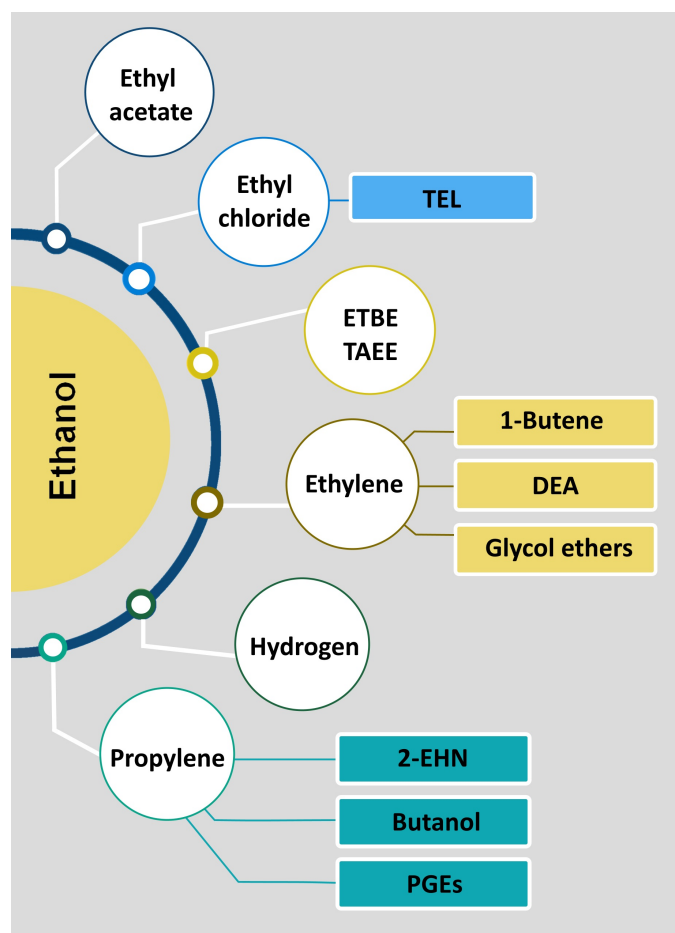 Ethyl
acetate
Ethyl
chloride
TEL
ETBE
TAEE
Ethanol
Ethylene
1-Butene
DEA
Glycol ethers
Hydrogen
Propylene
2-EHN
Butanol
PGEs